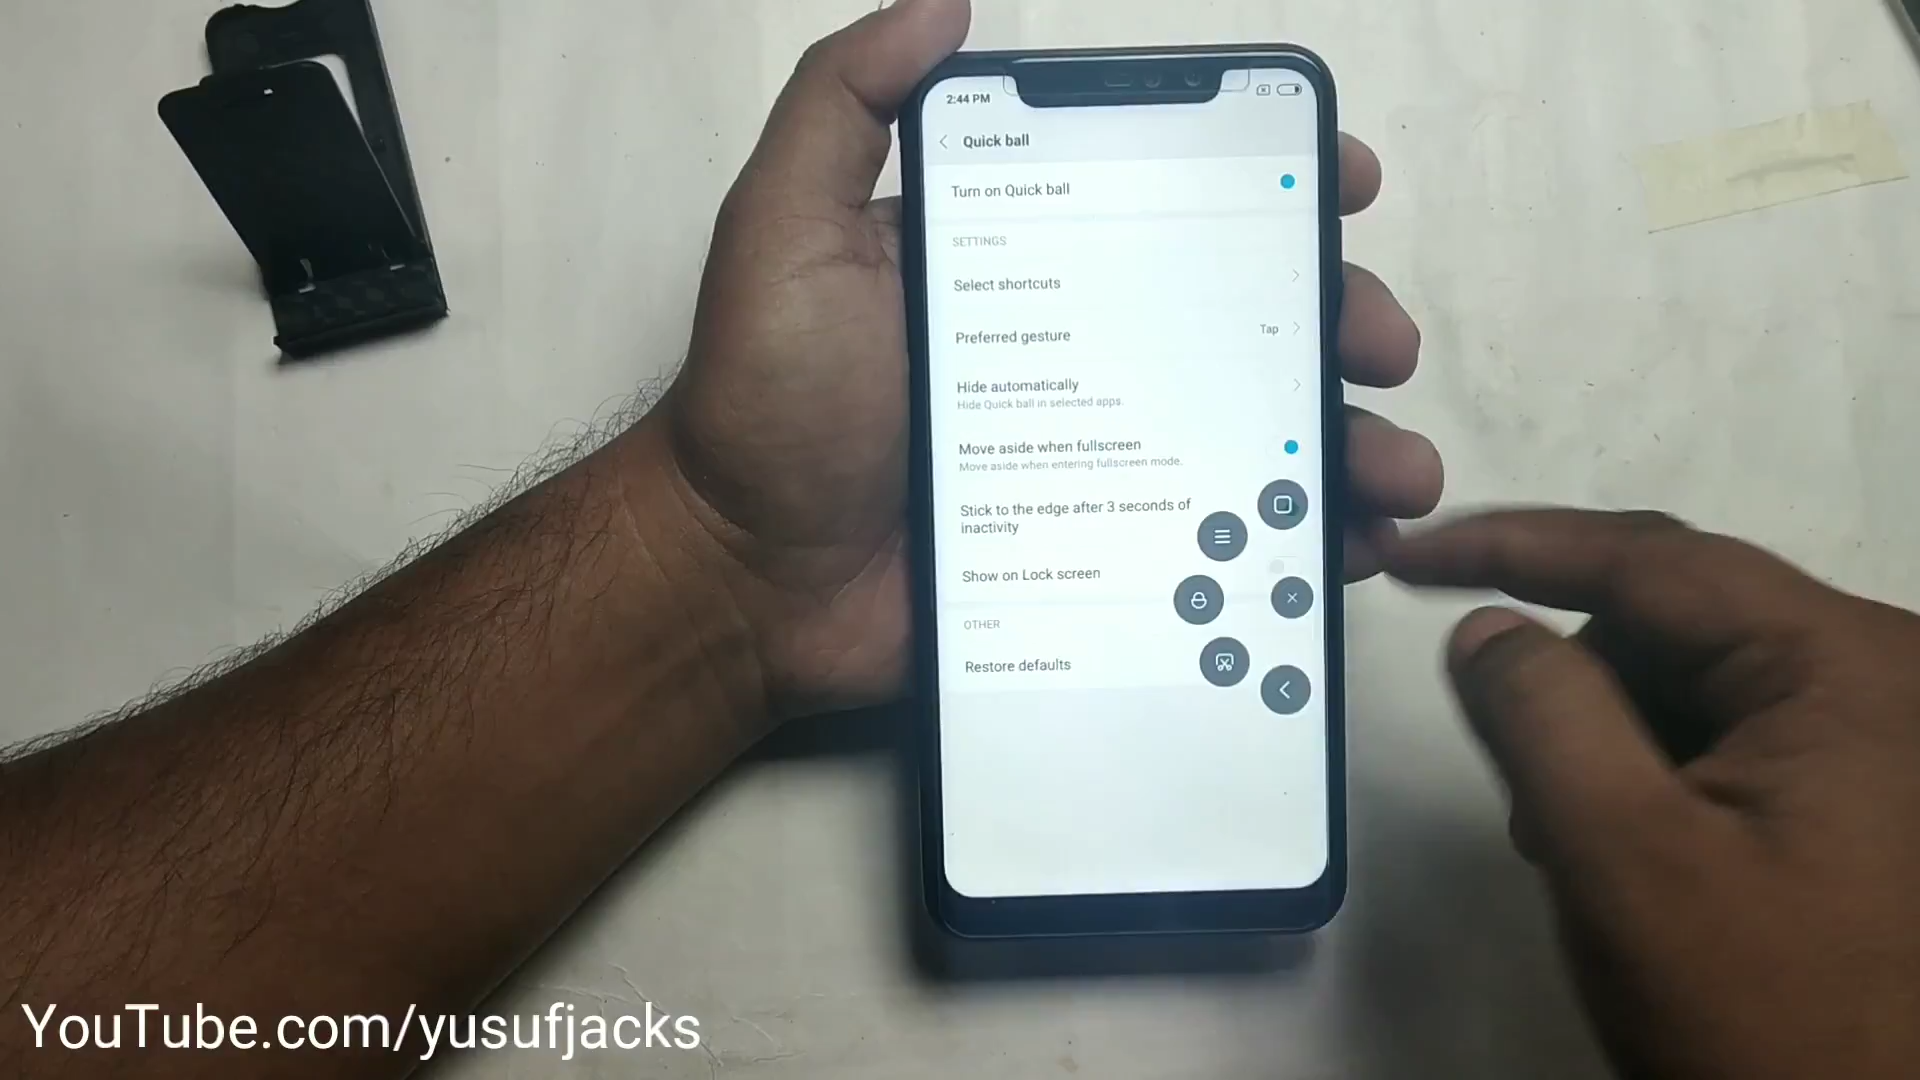 2:44 PM
Quick ball
Turn on Quick ball
SETTINGS
Select shortcuts
Preferred gesture Tap
Hide automatically
Hide Quick ball in selected apps.
Move aside when fullscreen
Move aside when entering fullscreen mode.
Stick to the edge after 3 seconds of
inactivity
Show on Lock screen
OTHER
Restore defaults
YouTube.com/yusufjacks